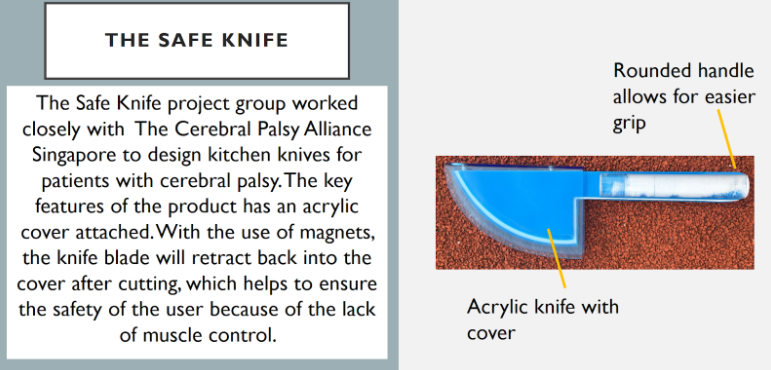 THE SAFE KNIFE
The Safe Knife project group worked
closely with The Cerebral Palsy Alliance
Singapore to design kitchen knives for
patients with cerebral palsy. The key
features of the product has an acrylic
cover attached. With the use of magnets,
the knife blade will retract back into the
cover after cutting, which helps to ensure
the safety of the user because of the lack
of muscle control.
Rounded handle
allows for easier
grip
Acrylic knife with
cover